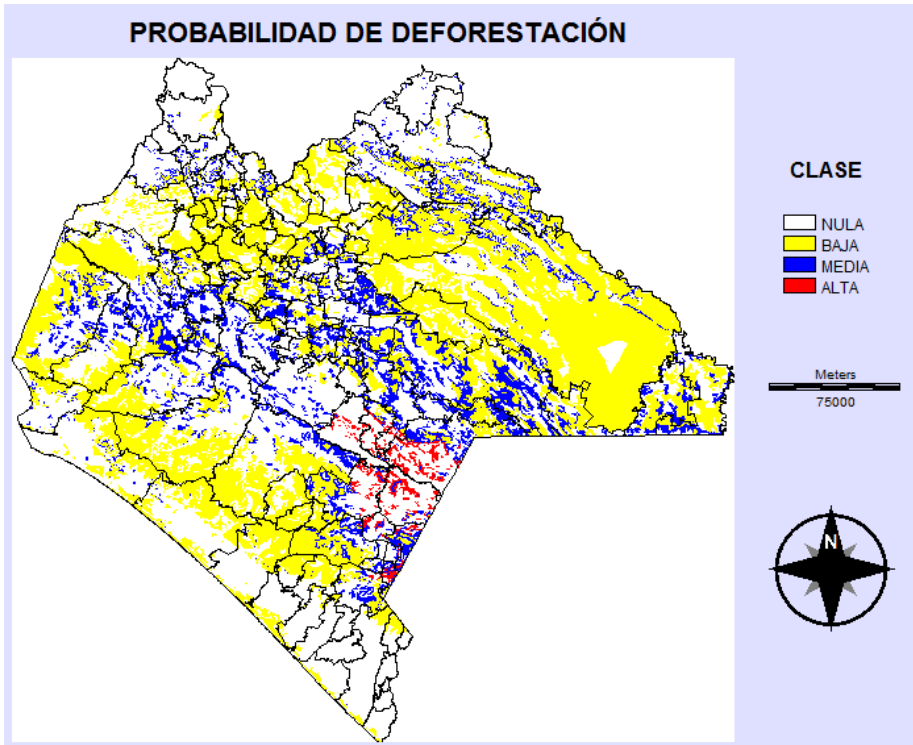 PROBABILIDAD DE DEFORESTACIÓN
CLASE
NULA
BAJA
MEDIA
ALTA
Meters
75000
N